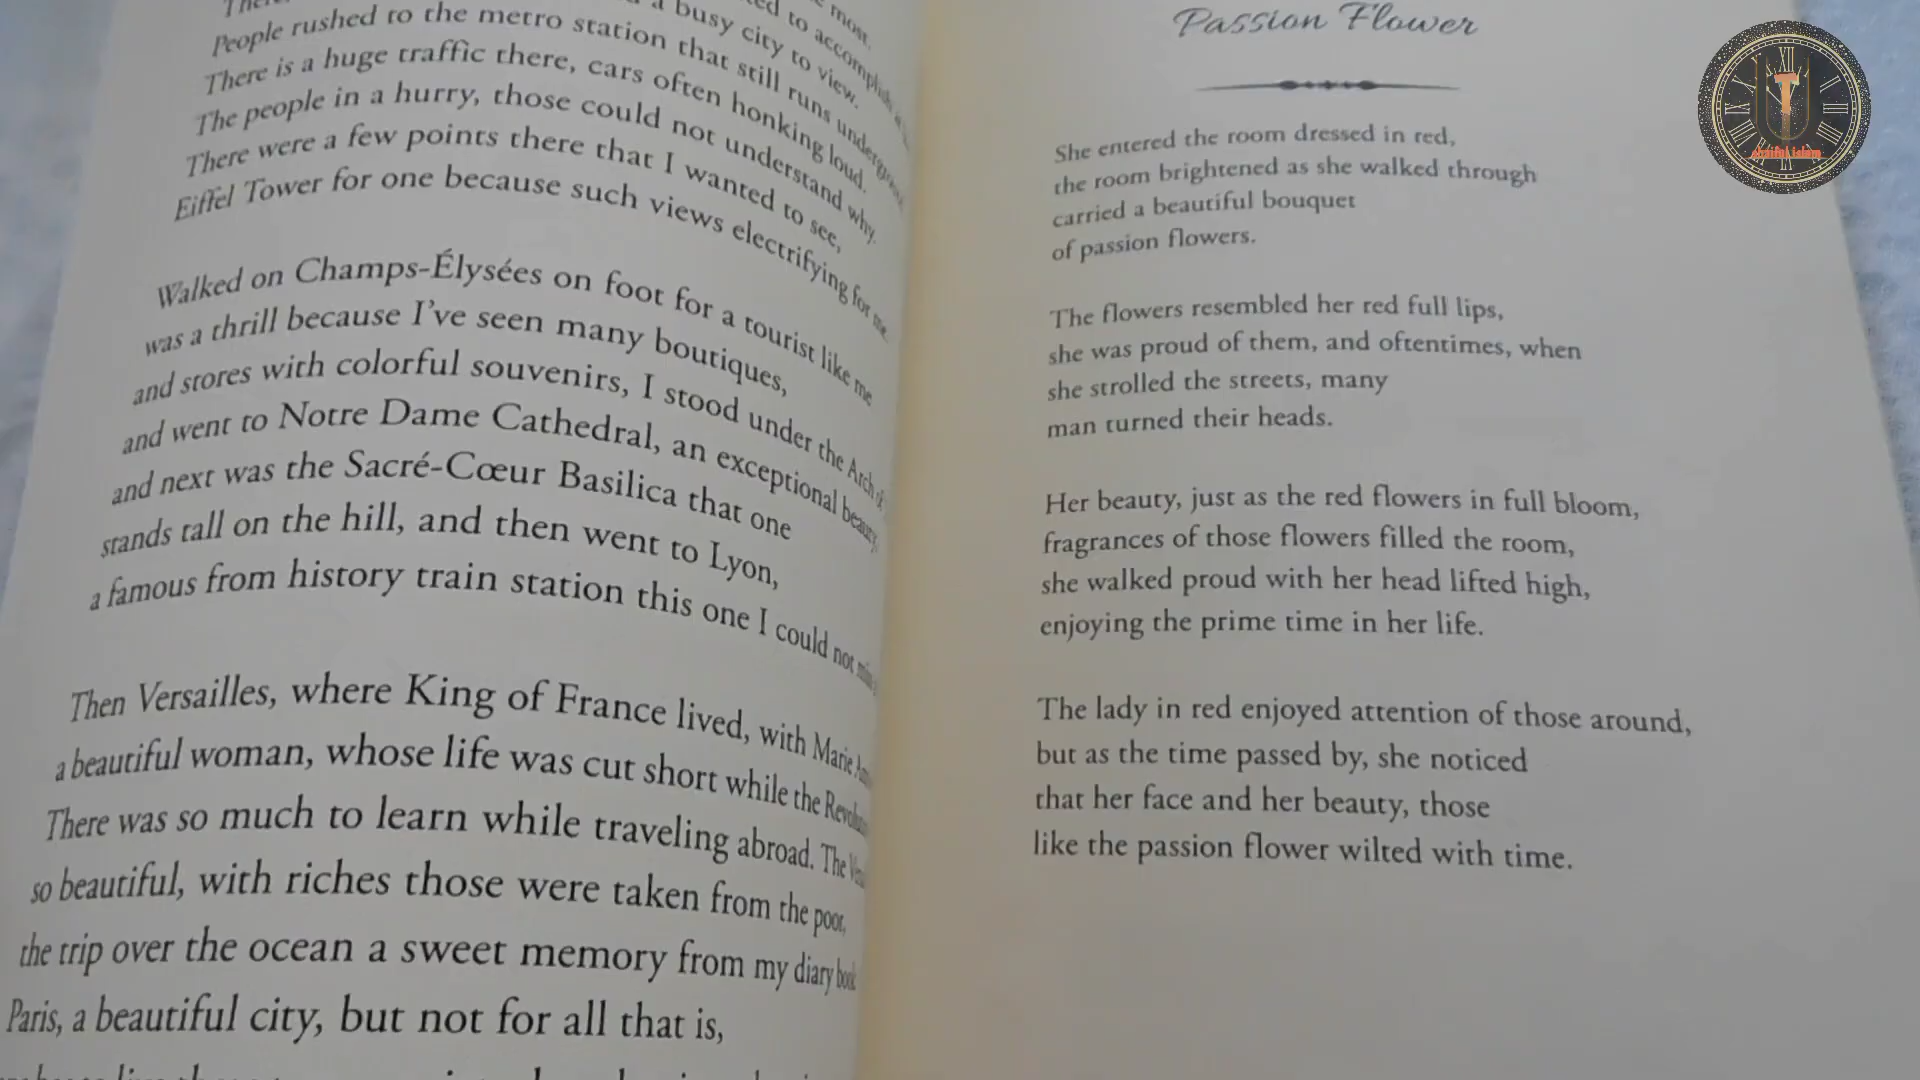 People rushed to the metro station that still runs
There is a huge traffic there, cars often honking loud.
The people in a hurry, those could not understand why.
There were a few points there that I wanted to see,
Eiffel Tower for one because such views electrifying for me.
Walked on Champs-Élysées on foot for a tourist like me
was a thrill because I've seen many boutiques,
and stores with colorful souvenirs, I stood under the Arch
and went to Notre Dame Cathedral, an exceptional beauty,
and next was the Sacré-Cœur Basilica that one
stands tall on the hill, and then went to Lyon,
a famous from history train station this one I could not
Then Versailles, where King of France lived, with Marie
a beautiful woman, whose life was cut short while the
There was so much to learn while traveling abroad. The
so beautiful, with riches those were taken from the poor,
the trip over the ocean a sweet memory from my diary book
Paris, a beautiful city, but not for all that is,
Passion Flower
She entered the room dressed in red,
the room brightened as she walked through
carried a beautiful bouquet
of passion flowers.
The flowers resembled her red full lips,
she was proud of them, and oftentimes, when
she strolled the streets, many
man turned their heads.
Her beauty, just as the red flowers in full bloom,
fragrances of those flowers filled the room,
she walked proud with her head lifted high,
enjoying the prime time in her life.
The lady in red enjoyed attention of those around,
but as the time passed by, she noticed
that her face and her beauty, those
like the passion flower wilted with time.